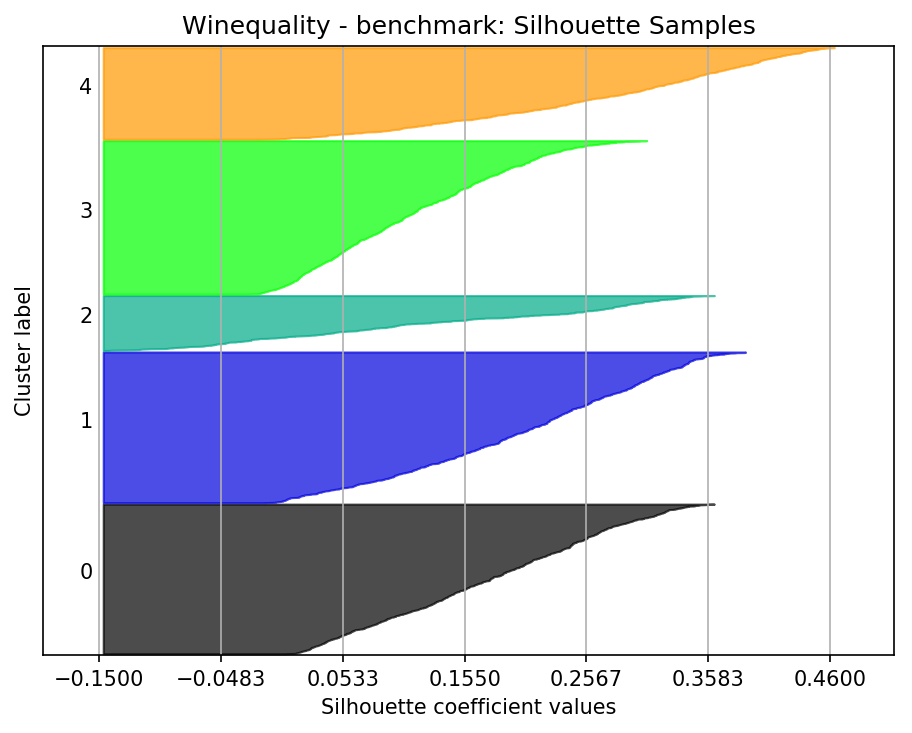 Winequality - benchmark: Silhouette Samples
4
3
2
1
0
Cluster label
−0.1500 −0.0483 0.0533 0.1550 0.2567 0.3583 0.4600
Silhouette coefficient values